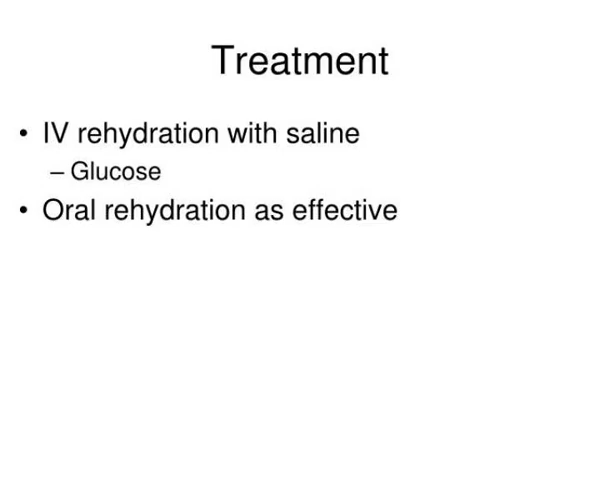 Treatment
• IV rehydration with saline
– Glucose
• Oral rehydration as effective